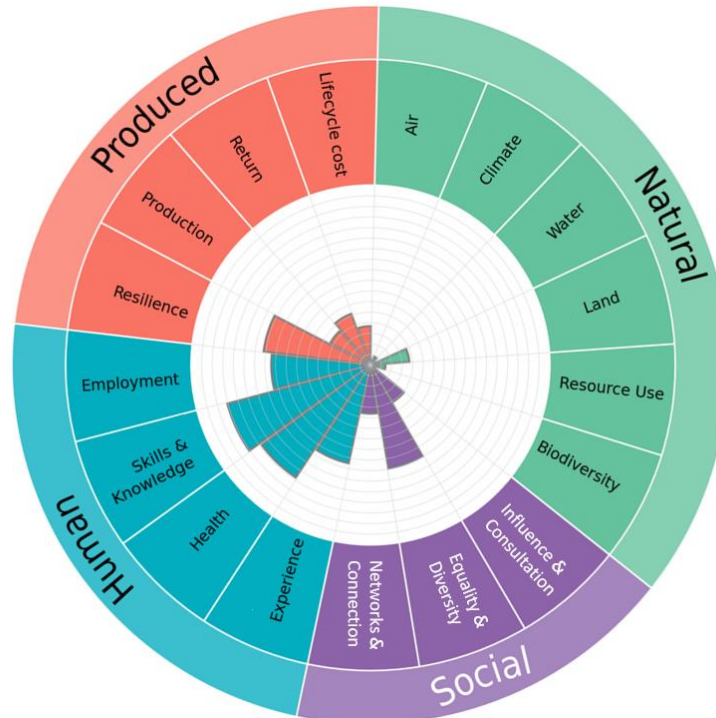 Produced
Lifecycle cost
Return
Production
Resilience
Natural
Air
Climate
Water
Land
Resource Use
Biodiversity
Social
Influence &
Consultation
Equality &
Diversity
Networks &
Connection
Human
Experience
Health
Skills &
Knowledge
Employment